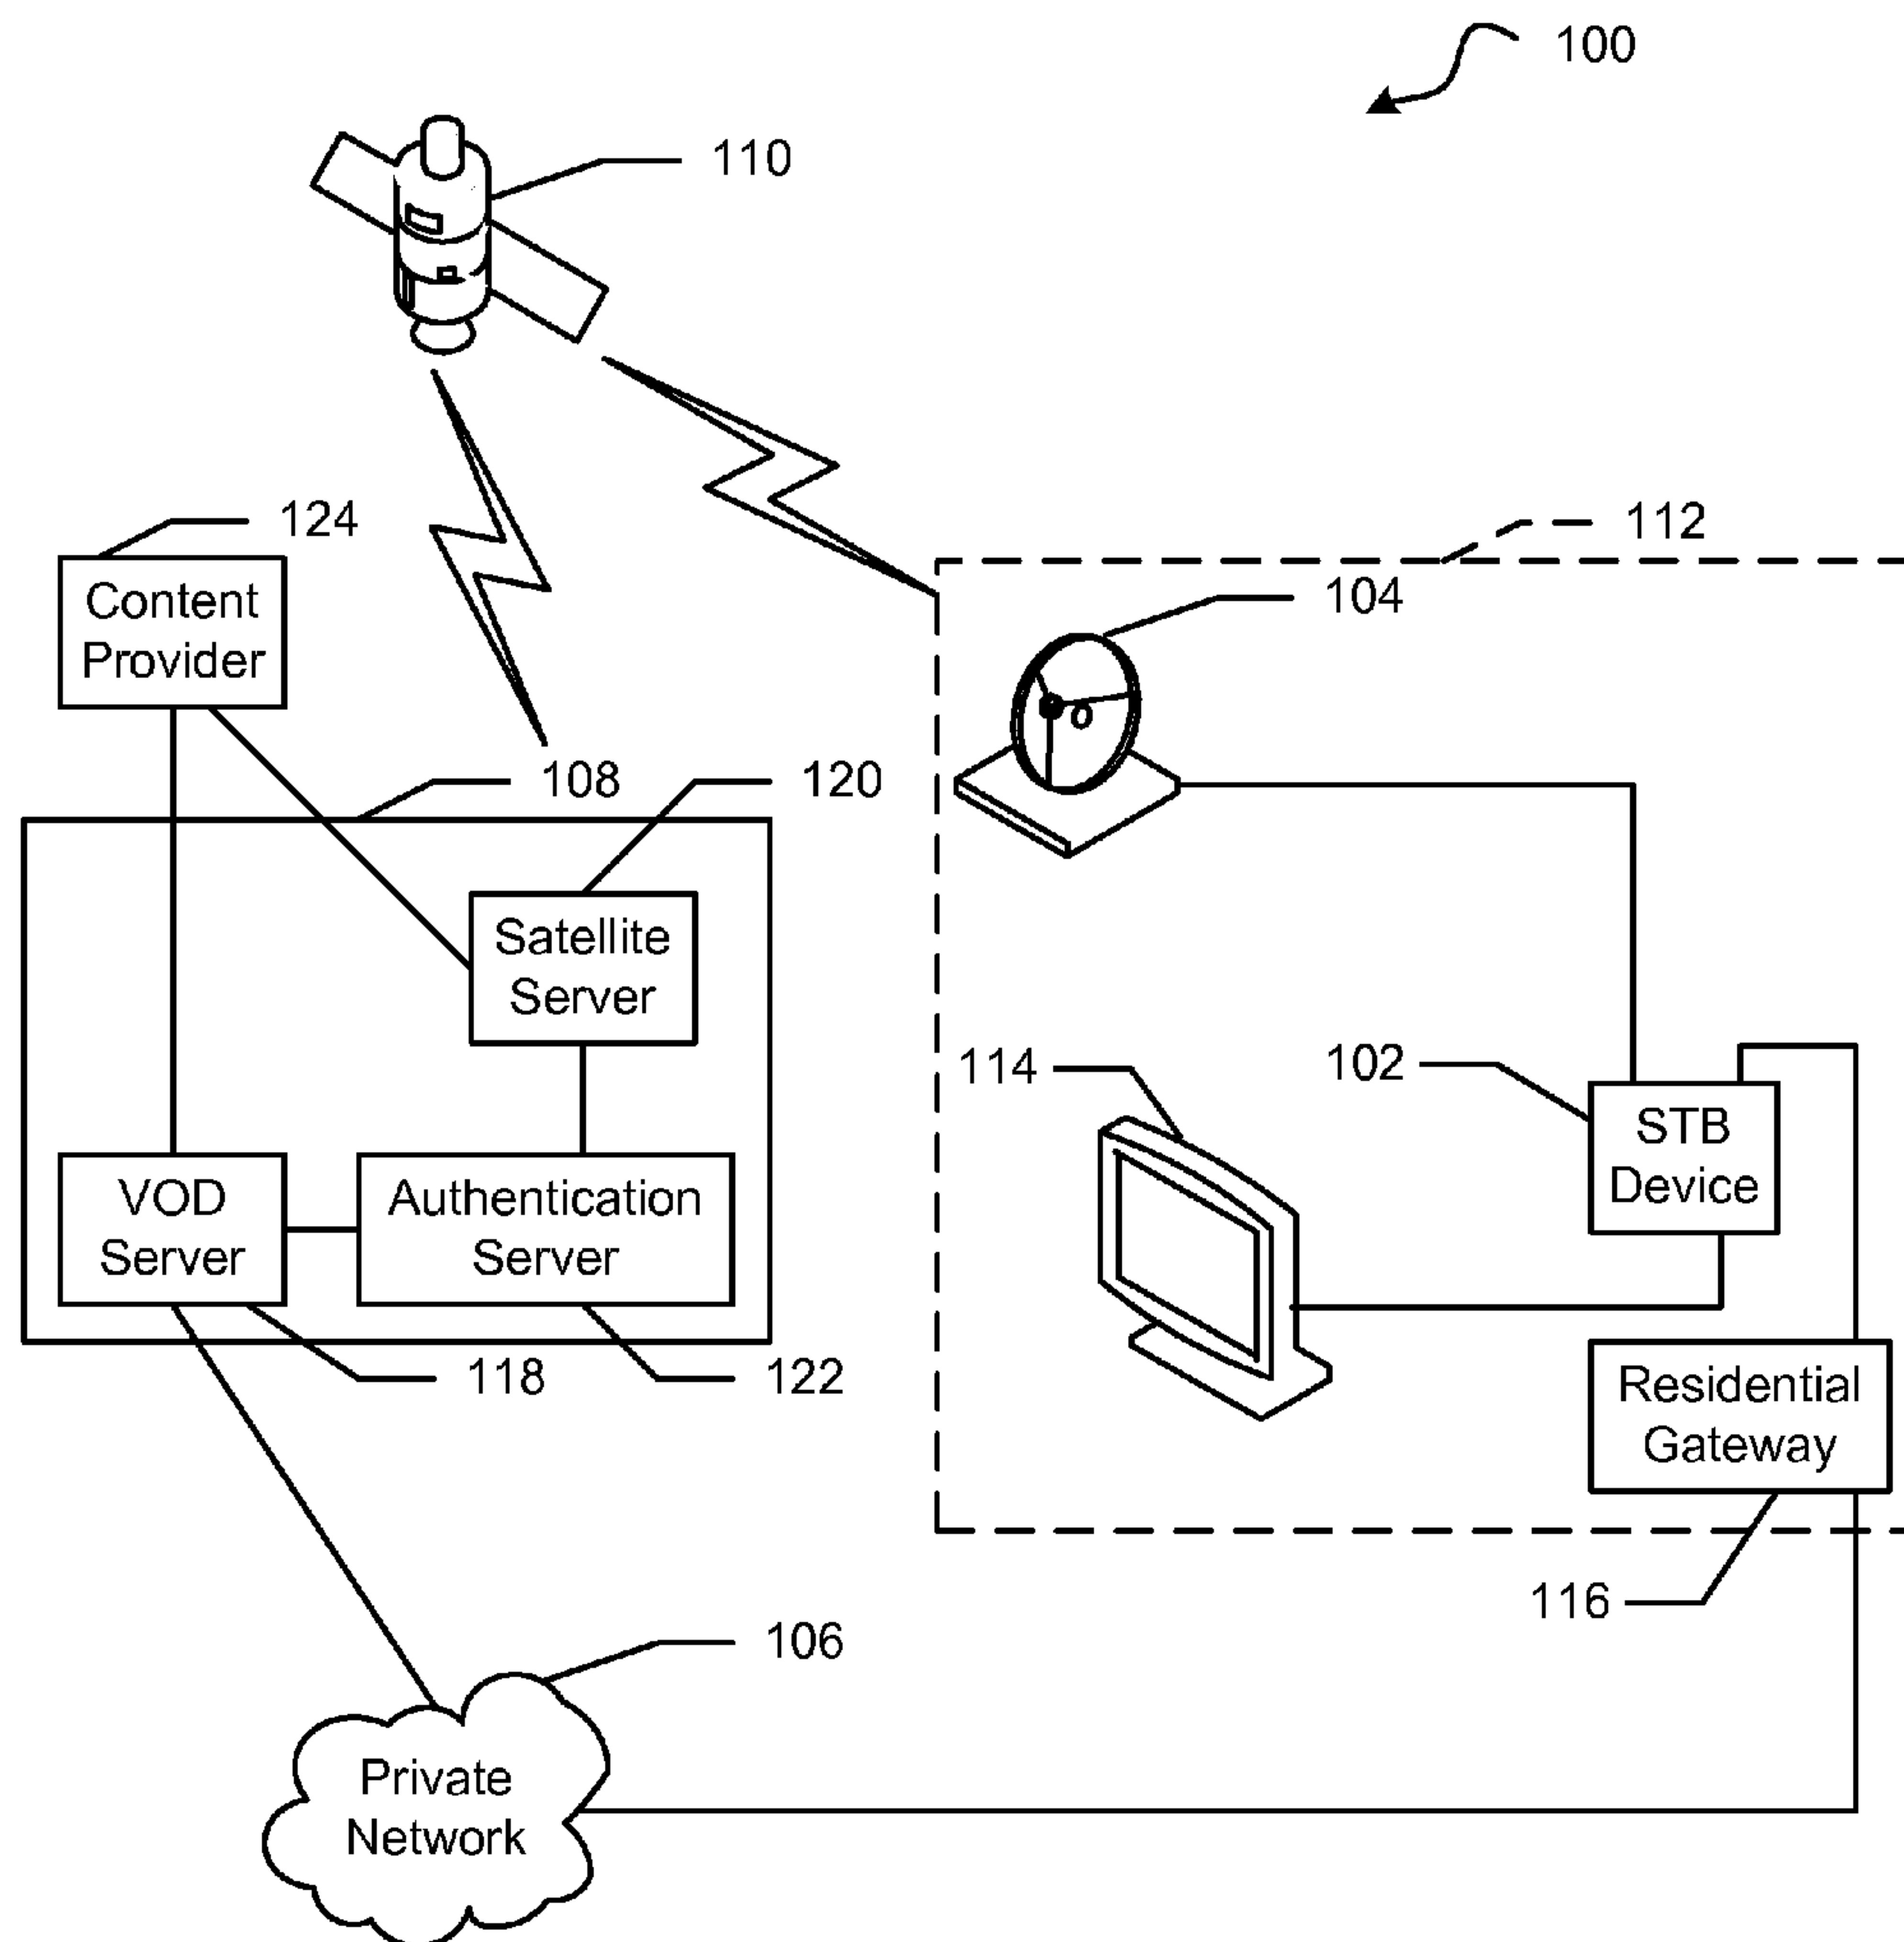 100
110
124
112
Content
Provider
104
108
120
Satellite
Server
114
102
STB
Device
VOD
Server
Authentication
Server
118
122
Residential
Gateway
116
106
Private
Network